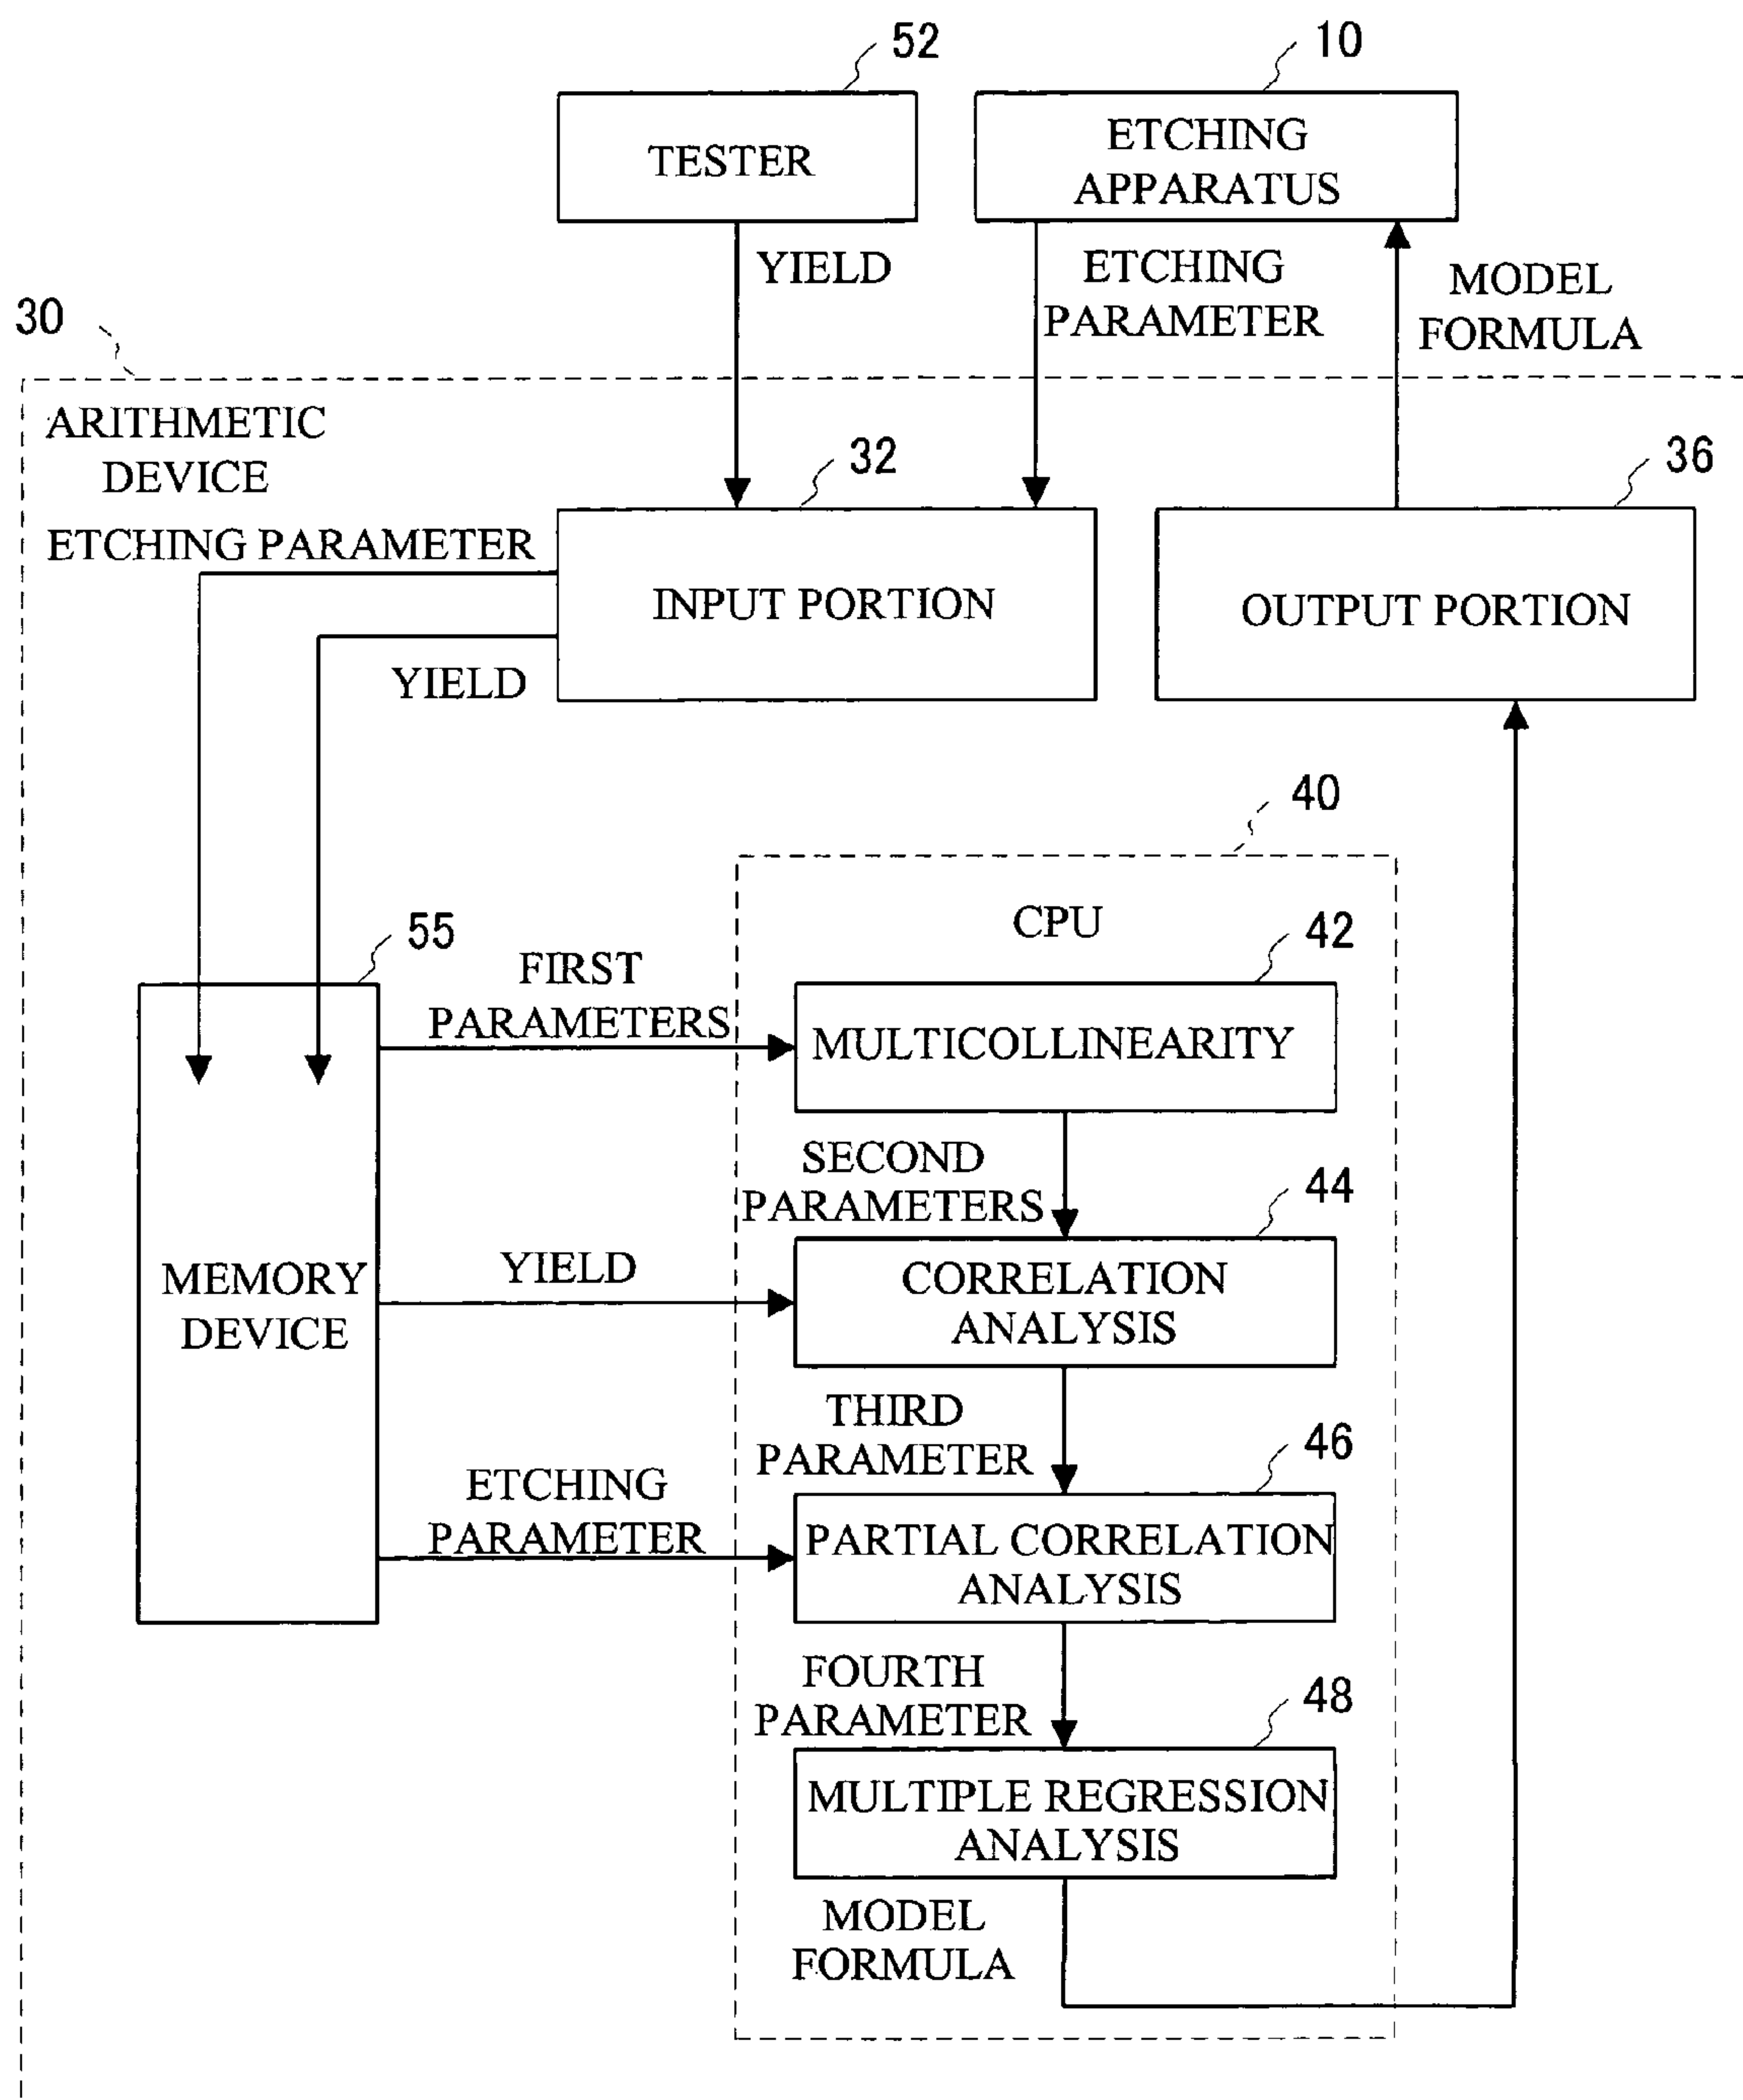 52
10
TESTER
ETCHING
APPARATUS
YIELD
ETCHING
PARAMETER
MODEL
FORMULA
30
ARITHMETIC
DEVICE
32
36
ETCHING PARAMETER
INPUT PORTION
OUTPUT PORTION
YIELD
40
CPU
55
42
FIRST
PARAMETERS
MULTICOLLINEARITY
SECOND
PARAMETERS
44
MEMORY
DEVICE
YIELD
CORRELATION
ANALYSIS
THIRD
PARAMETER
46
ETCHING
PARAMETER
PARTIAL CORRELATION
ANALYSIS
FOURTH
PARAMETER
48
MULTIPLE REGRESSION
ANALYSIS
MODEL
FORMULA